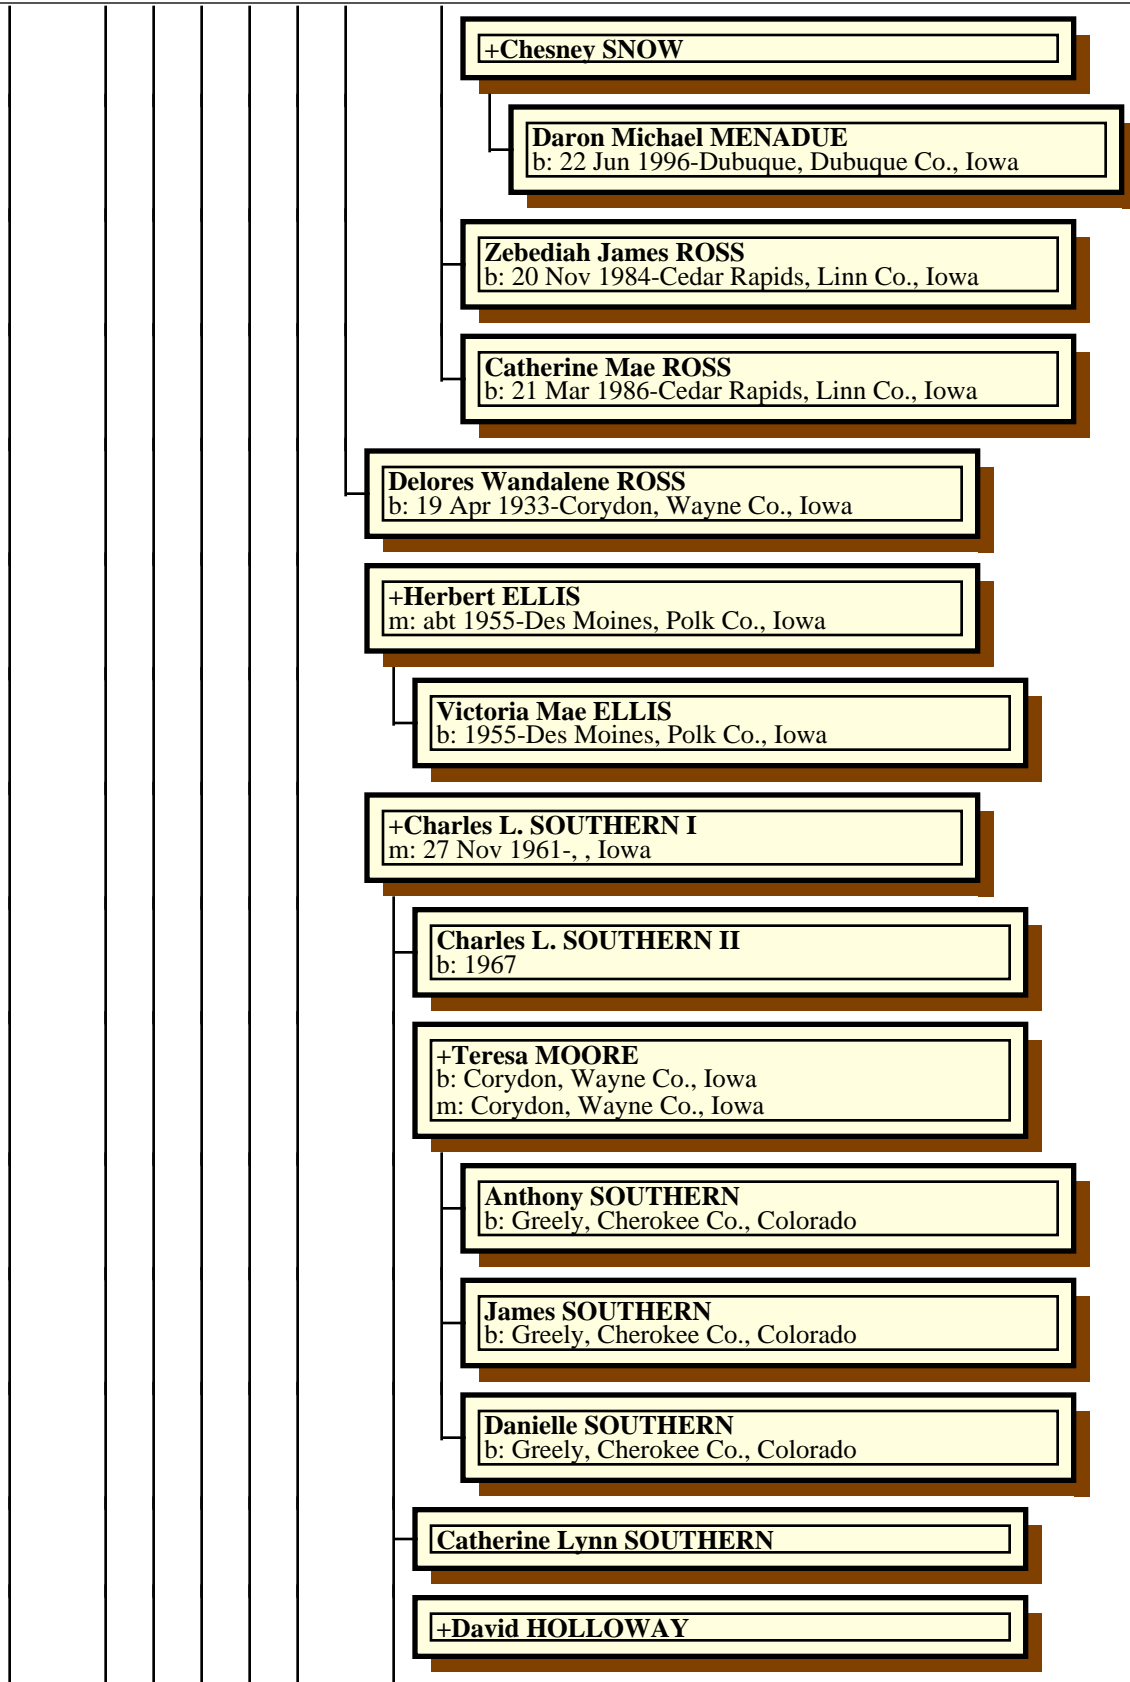 +Chesney SNOW
Daron Michael MENADUE
b: 22 Jun 1996-Dubuque, Dubuque Co., Iowa
Zebediah James ROSS
b: 20 Nov 1984-Cedar Rapids, Linn Co., Iowa
Catherine Mae ROSS
b: 21 Mar 1986-Cedar Rapids, Linn Co., Iowa
Delores Wandalene ROSS
b: 19 Apr 1933-Corydon, Wayne Co., Iowa
+Herbert ELLIS
m: abt 1955-Des Moines, Polk Co., Iowa
Victoria Mae ELLIS
b: 1955-Des Moines, Polk Co., Iowa
+Charles L. SOUTHERN I
m: 27 Nov 1961-, , Iowa
Charles L. SOUTHERN II
b: 1967
+Teresa MOORE
b: Corydon, Wayne Co., Iowa
m: Corydon, Wayne Co., Iowa
Anthony SOUTHERN
b: Greely, Cherokee Co., Colorado
James SOUTHERN
b: Greely, Cherokee Co., Colorado
Danielle SOUTHERN
b: Greely, Cherokee Co., Colorado
Catherine Lynn SOUTHERN
+David HOLLOWAY